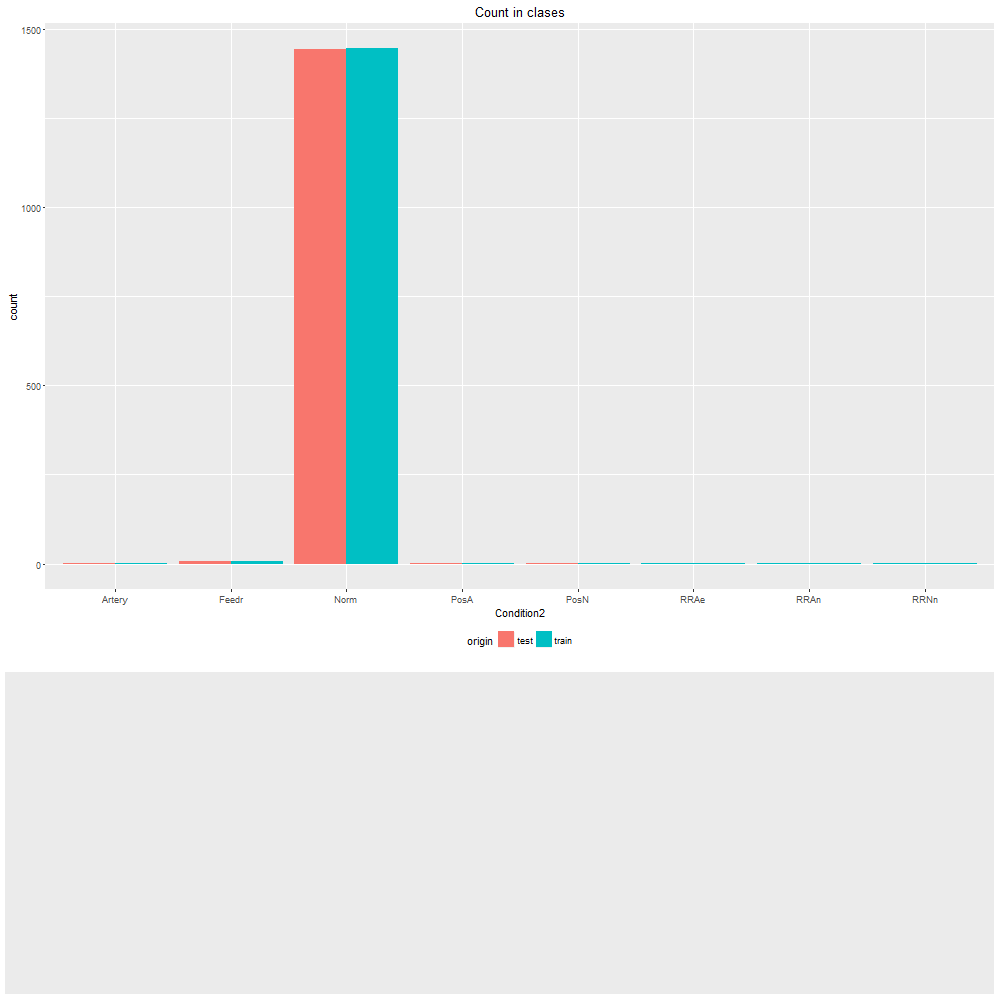 Count in clases
1500
1000
500
0
count
Artery Feedr Norm PosA PosN RRAe RRAn RRNn
Condition2
origin test train